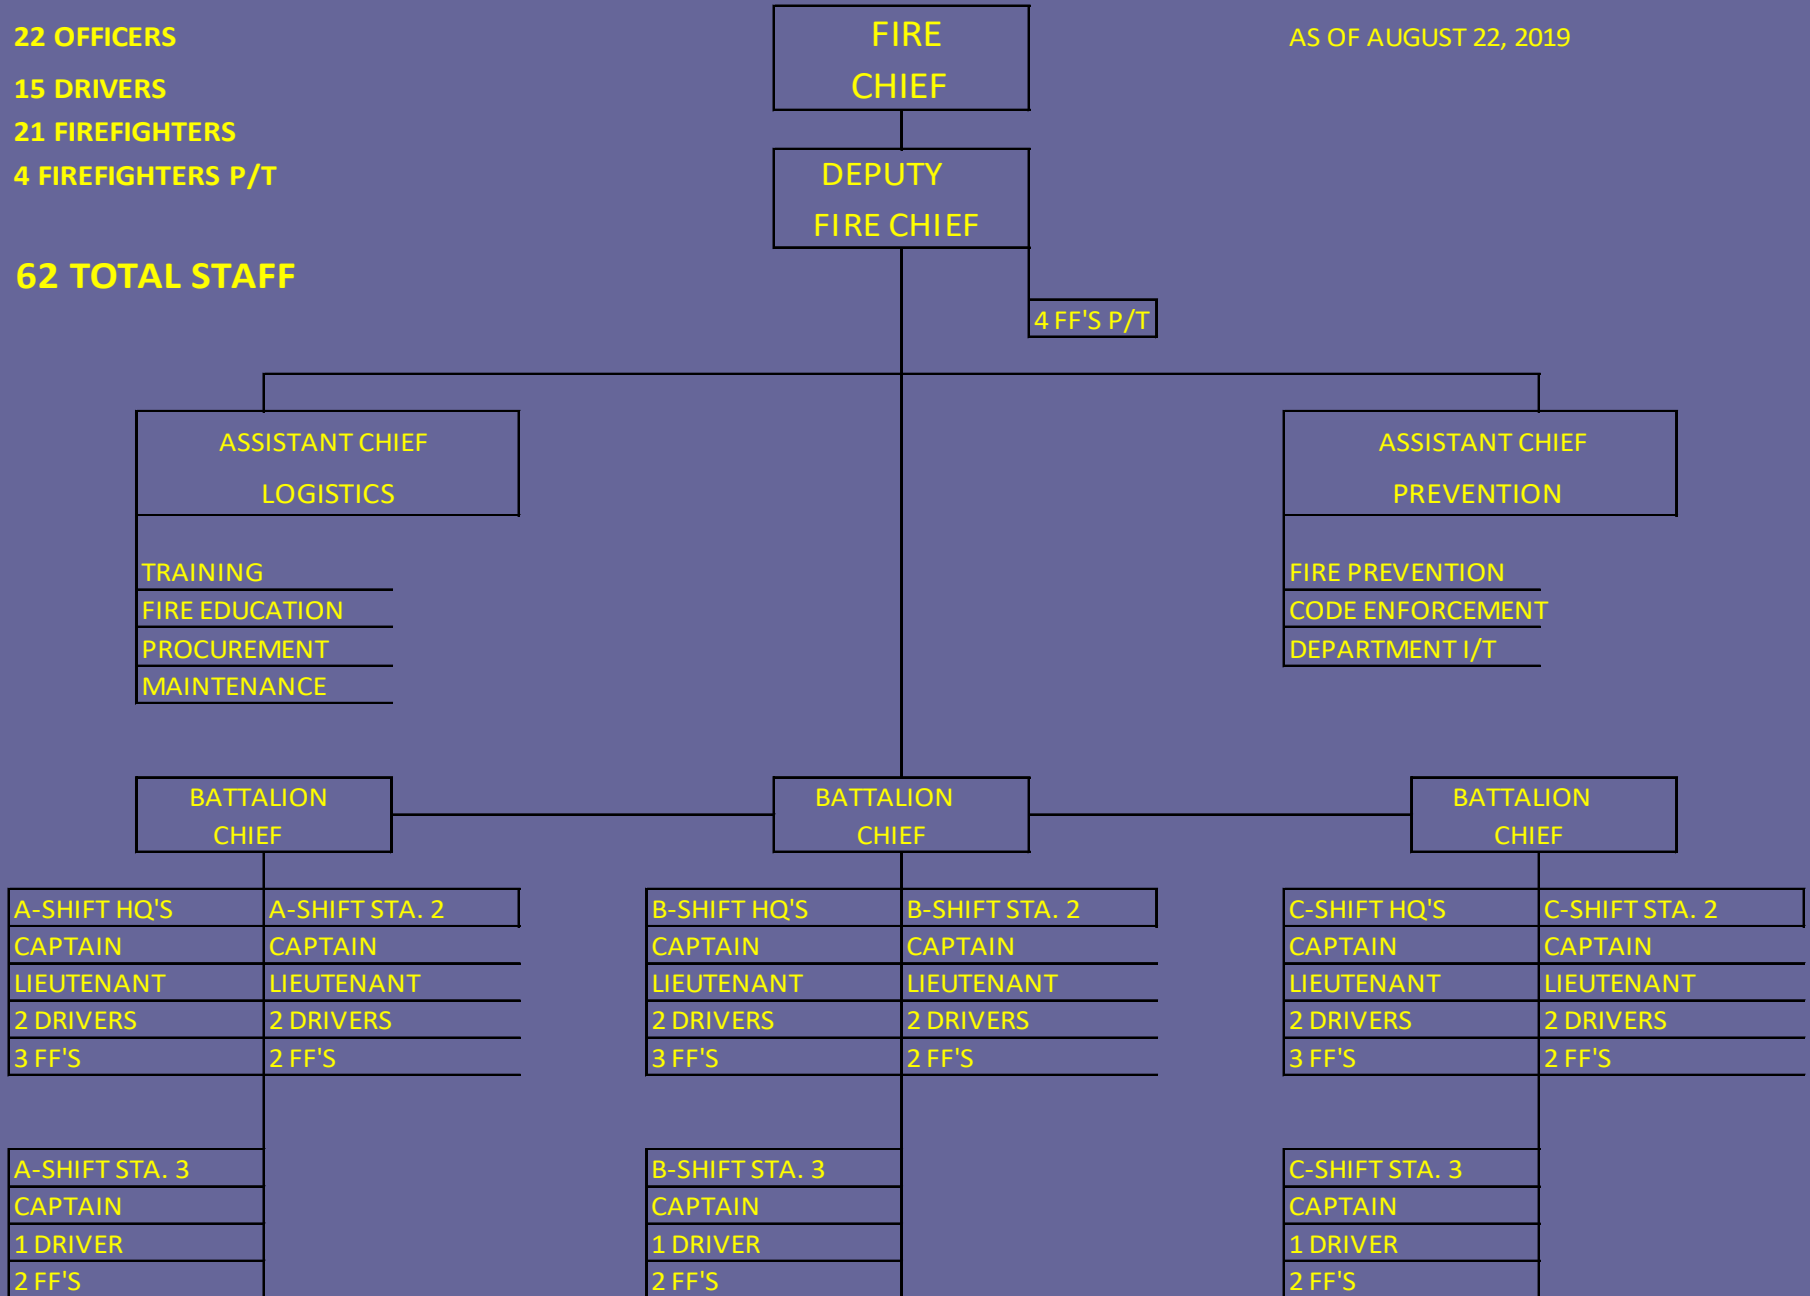 22 OFFICERS
15 DRIVERS
21 FIREFIGHTERS
4 FIREFIGHTERS P/T
62 TOTAL STAFF
FIRE
CHIEF
AS OF AUGUST 22, 2019
DEPUTY
FIRE CHIEF
4 FF'S P/T
ASSISTANT CHIEF
LOGISTICS
TRAINING
FIRE EDUCATION
PROCUREMENT
MAINTENANCE
ASSISTANT CHIEF
PREVENTION
FIRE PREVENTION
CODE ENFORCEMENT
DEPARTMENT I/T
BATTALION
CHIEF
A-SHIFT HQ'S
CAPTAIN
LIEUTENANT
2 DRIVERS
3 FF'S
A-SHIFT STA. 2
CAPTAIN
LIEUTENANT
2 DRIVERS
2 FF'S
A-SHIFT STA. 3
CAPTAIN
1 DRIVER
2 FF'S
BATTALION
CHIEF
B-SHIFT HQ'S
CAPTAIN
LIEUTENANT
2 DRIVERS
3 FF'S
B-SHIFT STA. 2
CAPTAIN
LIEUTENANT
2 DRIVERS
2 FF'S
B-SHIFT STA. 3
CAPTAIN
1 DRIVER
2 FF'S
BATTALION
CHIEF
C-SHIFT HQ'S
CAPTAIN
LIEUTENANT
2 DRIVERS
3 FF'S
C-SHIFT STA. 2
CAPTAIN
LIEUTENANT
2 DRIVERS
2 FF'S
C-SHIFT STA. 3
CAPTAIN
1 DRIVER
2 FF'S